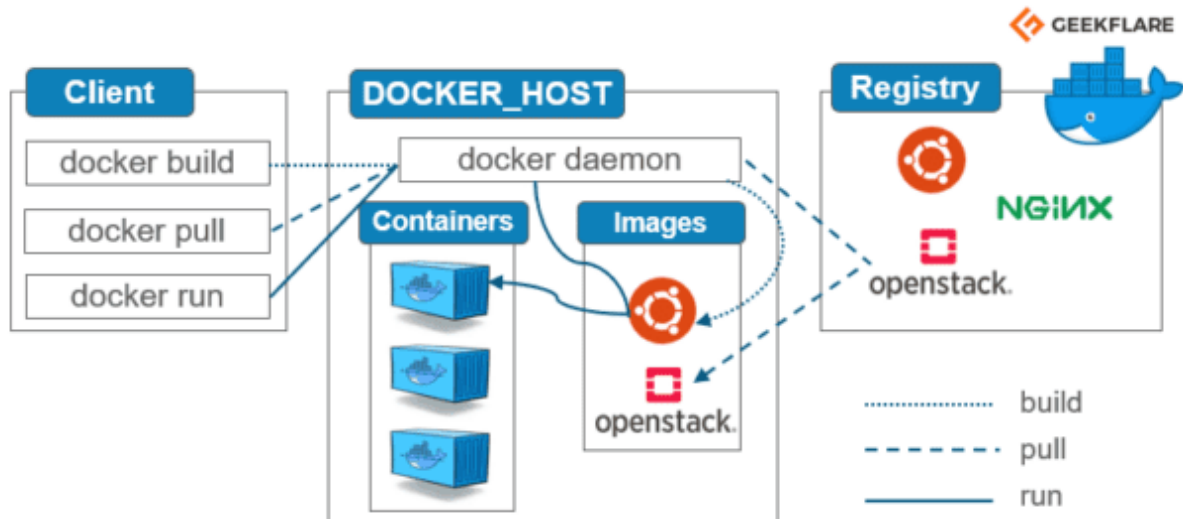 GEEKFLARE
Client
DOCKER_HOST
Registry
docker build
docker daemon
docker pull
Containers
Images
NGiNX
docker run
openstack.
openstack.
build
pull
run